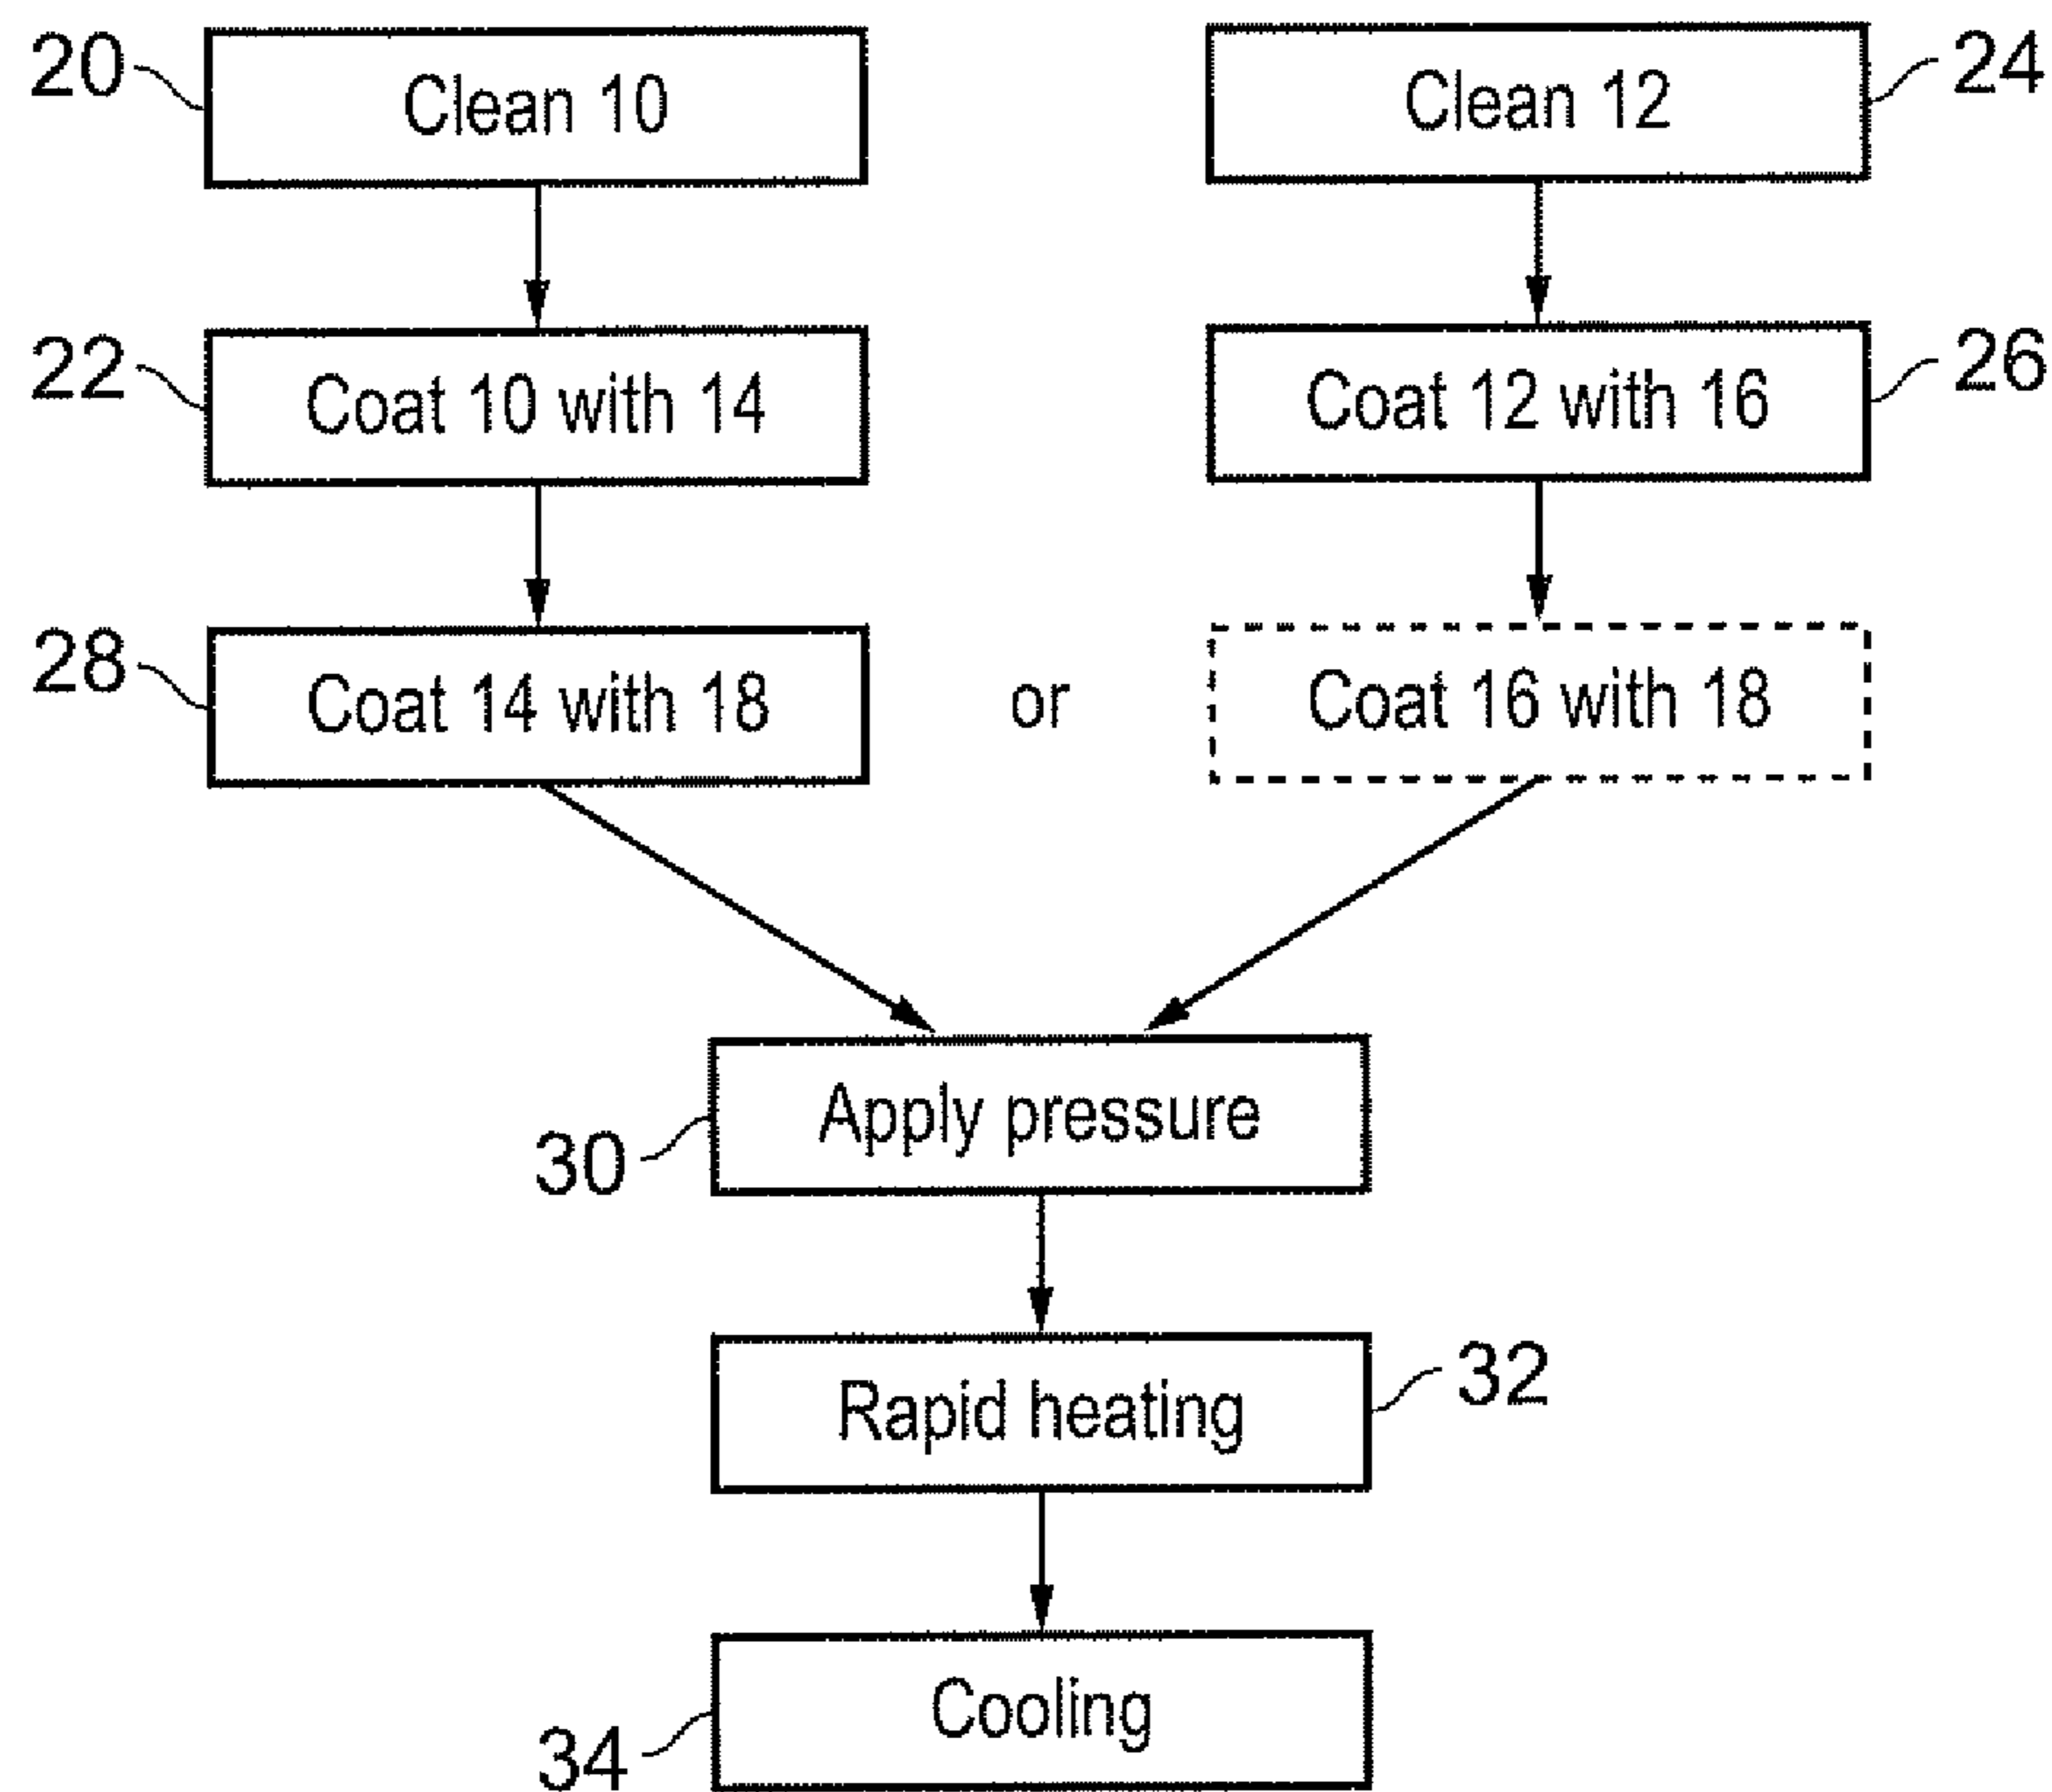 20
Clean 10
Clean 12
24
22
Coat 10 with 14
Coat 12 with 16
26
28
Coat 14 with 18
or
Coat 16 with 18
30
Apply pressure
Rapid heating
32
34
Cooling